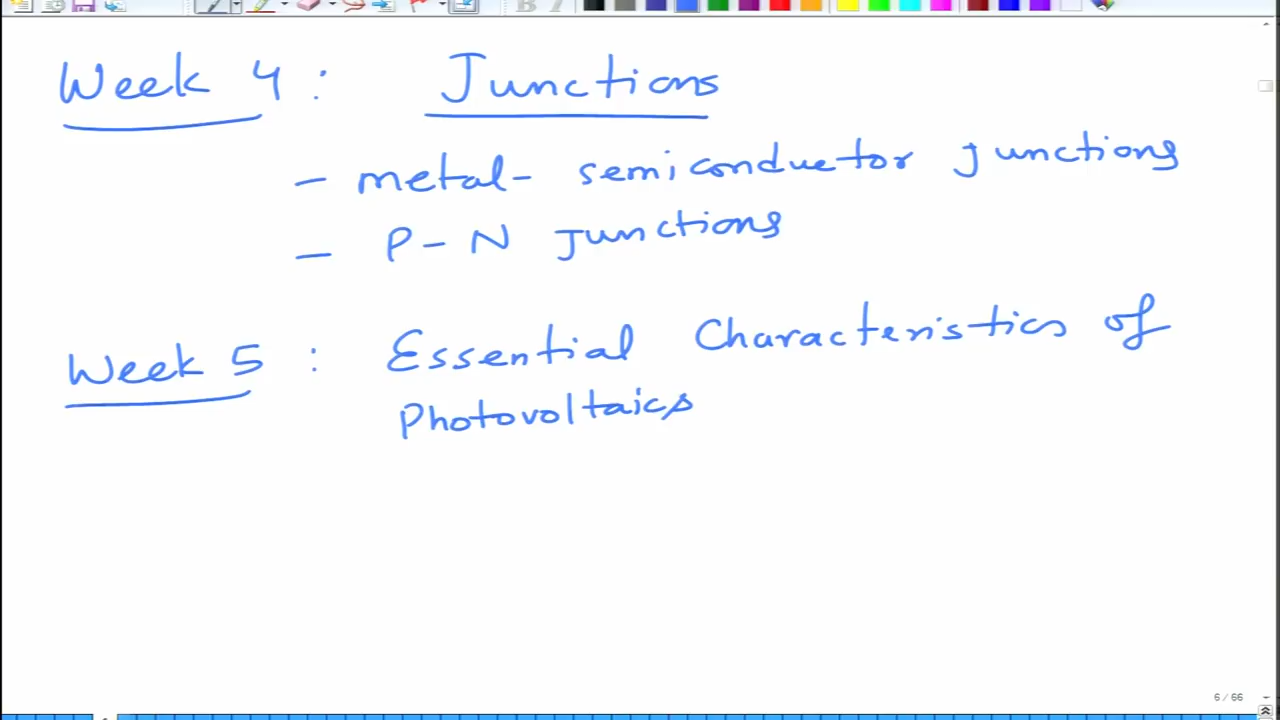 Week 4 : Junctions
- metal- semiconductor junctions
- P-N Junctions
Week 5 : Essential Characteristics of
Photovoltaics
6 / 66